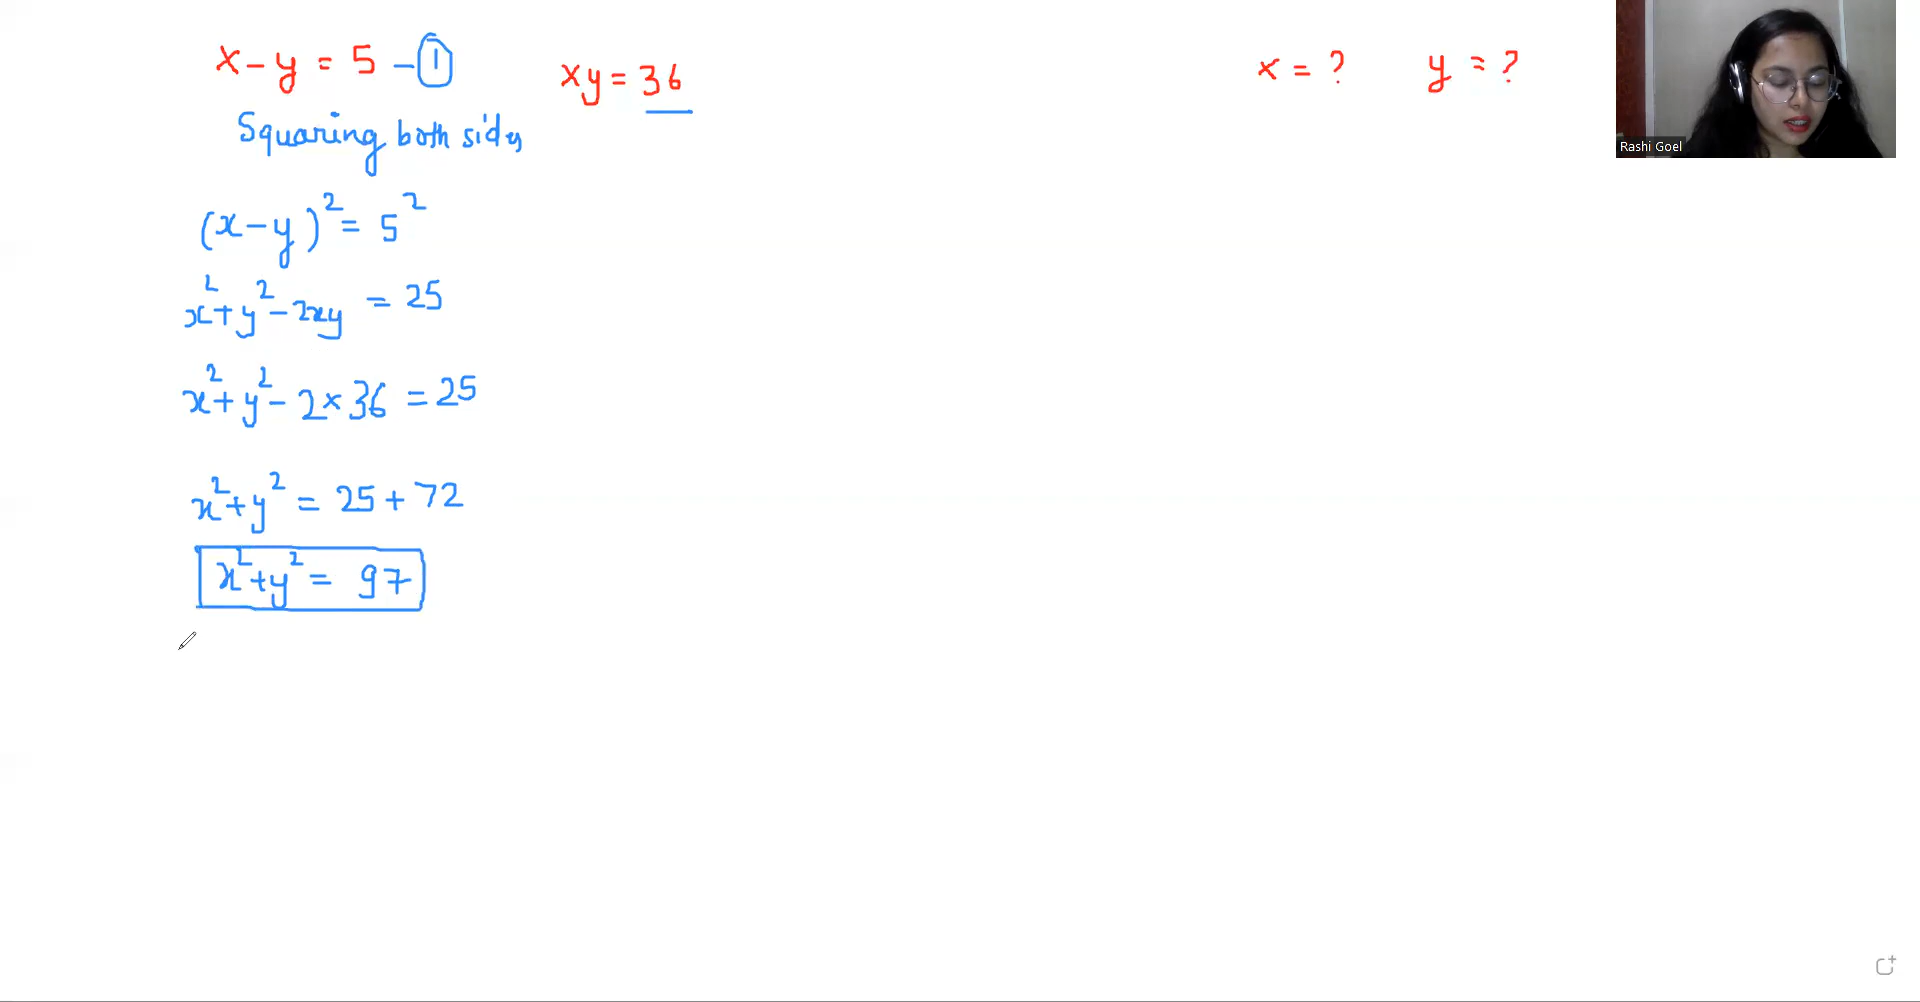 x - y = 5 - ① xy = 36 x = ? y = ?
Squaring both sides
Rashi Goel
(x - y)² = 5²
x² + y² - 2xy = 25
x² + y² - 2 × 36 = 25
x² + y² = 25 + 72
x² + y² = 97